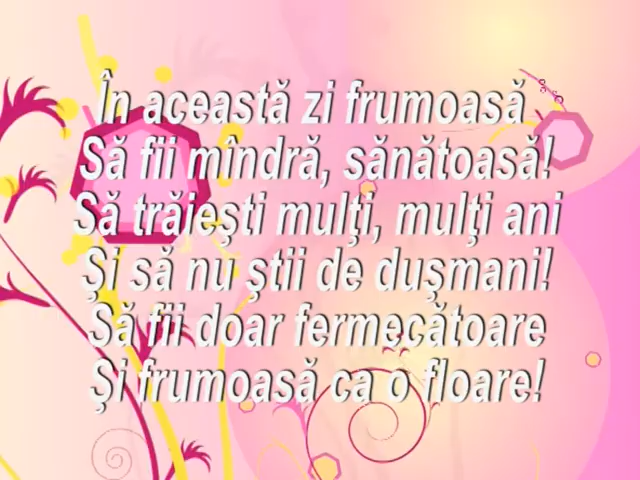 În această zi frumoasă
Să fii mîndră, sănătoasă!
Să trăieşti mulţi, mulţi ani
Şi să nu ştii de duşmani!
Să fii doar fermecătoare
Şi frumoasă ca o floare!